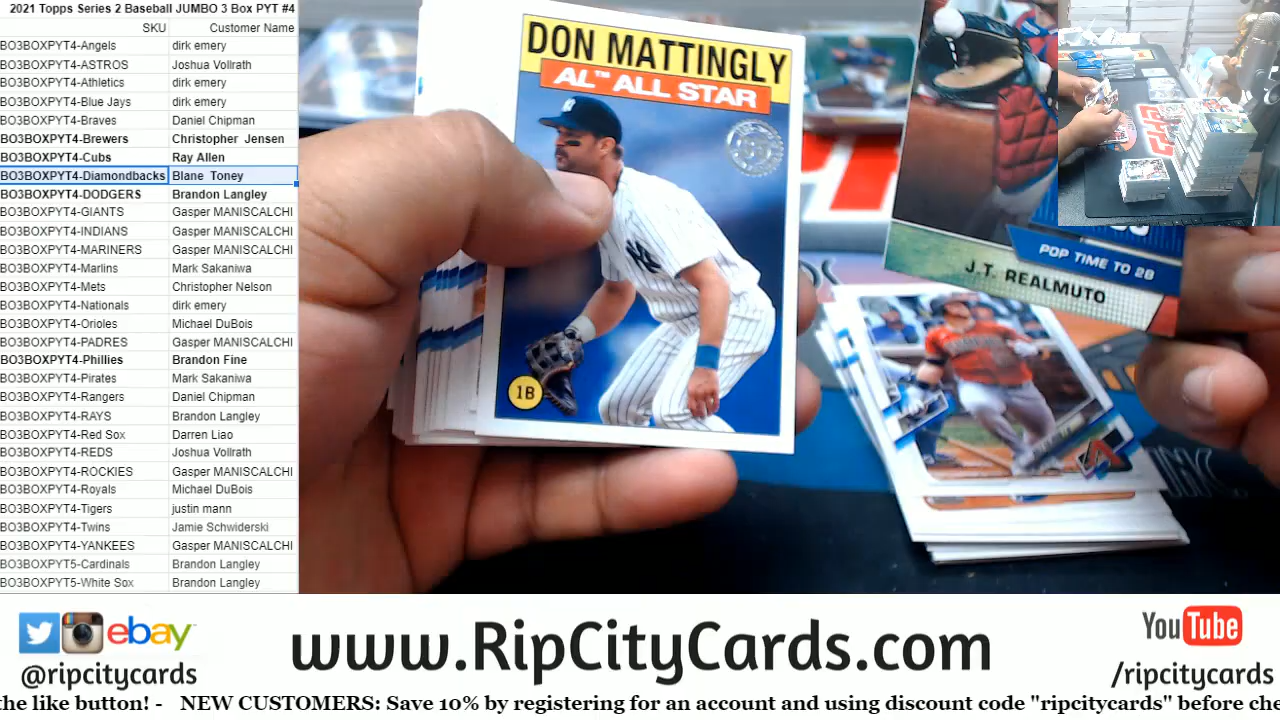 2021 Topps Series 2 Baseball JUMBO 3 Box PYT #4
SKU Customer Name
BO3BOXPYT4-Angels dirk emery
BO3BOXPYT4-ASTROS Joshua Vollrath
BO3BOXPYT4-Athletics dirk emery
BO3BOXPYT4-Blue Jays dirk emery
BO3BOXPYT4-Braves Daniel Chipman
BO3BOXPYT4-Brewers Christopher Jensen
BO3BOXPYT4-Cubs Ray Allen
BO3BOXPYT4-Diamondbacks Blane Toney
BO3BOXPYT4-DODGERS Brandon Langley
BO3BOXPYT4-GIANTS Gasper MANISCALCHI
BO3BOXPYT4-INDIANS Gasper MANISCALCHI
BO3BOXPYT4-MARINERS Gasper MANISCALCHI
BO3BOXPYT4-Marlins Mark Sakaniwa
BO3BOXPYT4-Mets Christopher Nelson
BO3BOXPYT4-Nationals dirk emery
BO3BOXPYT4-Orioles Michael DuBois
BO3BOXPYT4-PADRES Gasper MANISCALCHI
BO3BOXPYT4-Phillies Brandon Fine
BO3BOXPYT4-Pirates Mark Sakaniwa
BO3BOXPYT4-Rangers Daniel Chipman
BO3BOXPYT4-RAYS Brandon Langley
BO3BOXPYT4-Red Sox Darren Liao
BO3BOXPYT4-REDS Joshua Vollrath
BO3BOXPYT4-ROCKIES Gasper MANISCALCHI
BO3BOXPYT4-Royals Michael DuBois
BO3BOXPYT4-Tigers justin mann
BO3BOXPYT4-Twins Jamie Schwiderski
BO3BOXPYT4-YANKEES Gasper MANISCALCHI
BO3BOXPYT5-Cardinals Brandon Langley
BO3BOXPYT5-White Sox Brandon Langley
DON MATTINGLY
AL™ ALL STAR
1B
POP TIME TO 2B
J.T. REALMUTO
ebay
@ripcitycards
www.RipCityCards.com
YouTube
/ripcitycards
the like button! - NEW CUSTOMERS: Save 10% by registering for an account and using discount code "ripcitycards" before che